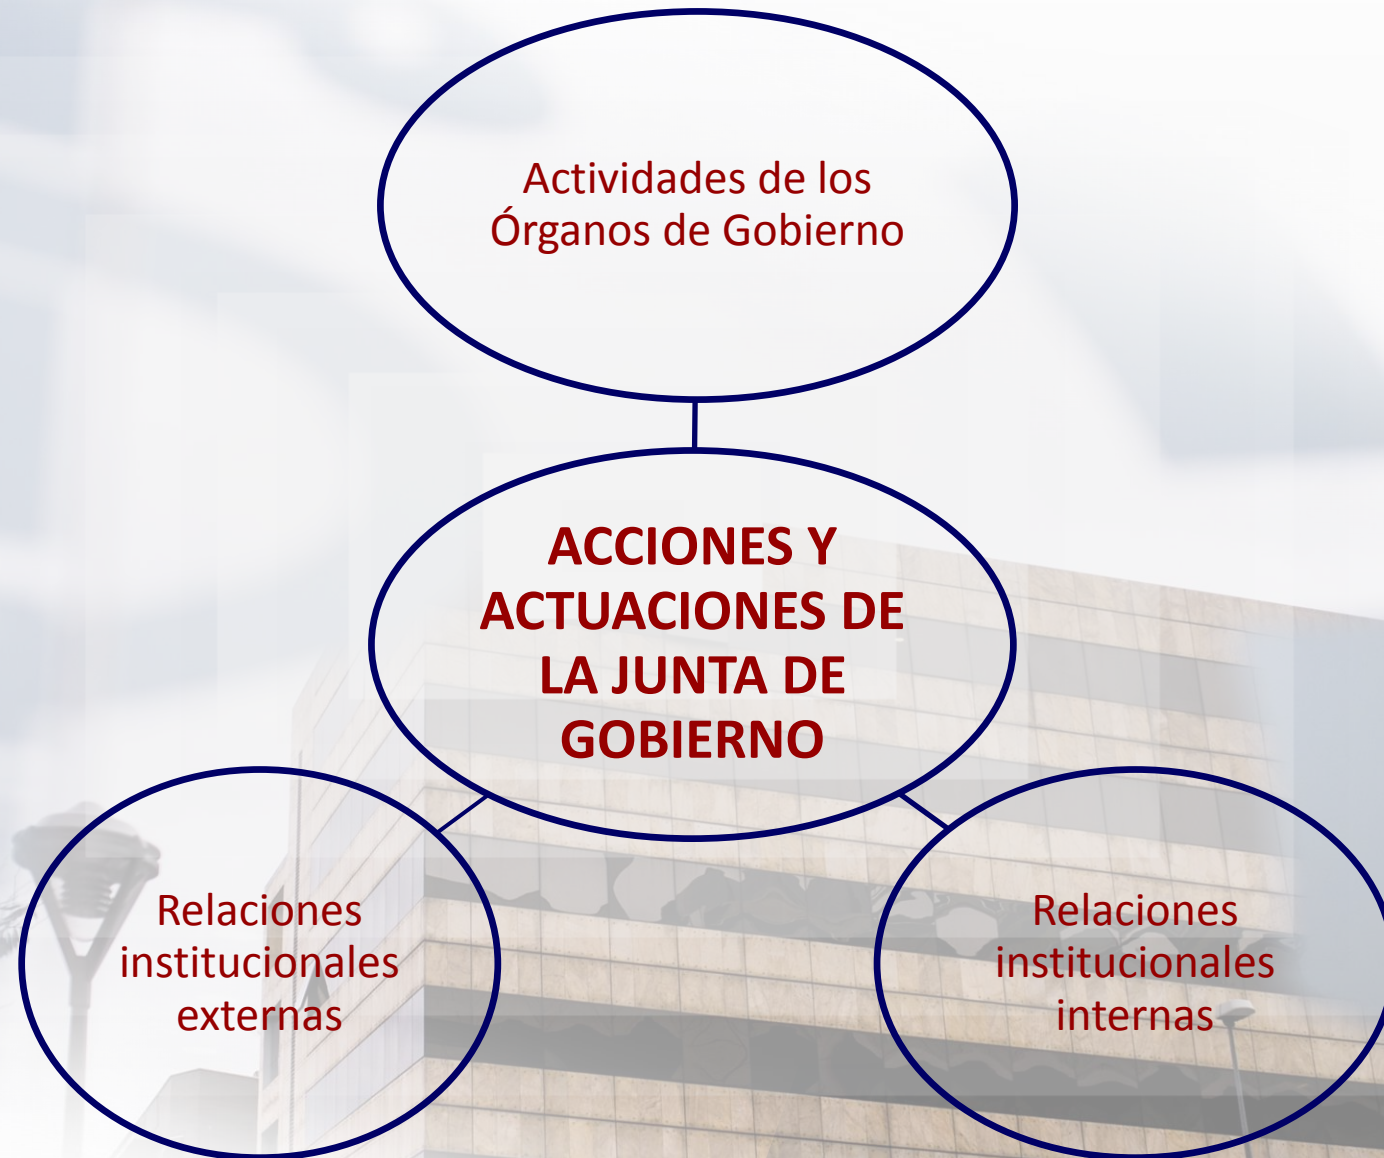 Actividades de los
Órganos de Gobierno
ACCIONES Y
ACTUACIONES DE
LA JUNTA DE
GOBIERNO
Relaciones
institucionales
externas
Relaciones
institucionales
internas